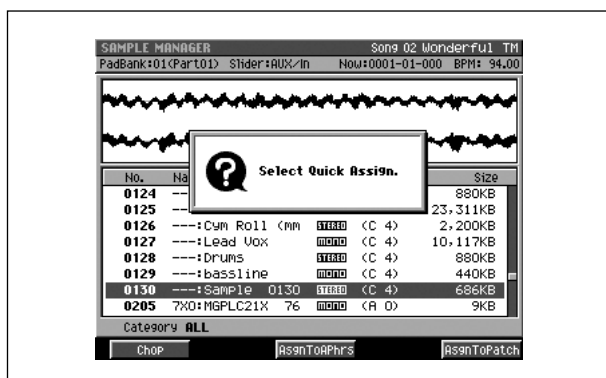 SAMPLE MANAGER Song 02 Wonderful TM
PadBank:01(Part01) Slider:AUX/In Now:0001-01-000 BPM: 94.00
Select Quick Assign.
No. Na Size
0124 -- 880KB
0125 -- 23,311KB
0126 ---:Cym Roll (mm STEREO (C 4) 2,200KB
0127 ---:Lead Vox mono (C 4) 10,117KB
0128 ---:Drums STEREO (C 4) 880KB
0129 ---:bassline mono (C 4) 440KB
0130 ---:Sample 0130 STEREO (C 4) 686KB
0205 7X0:MGPLC21X 76 mono (A 0) 9KB
Category ALL
Chop AsgnToAPhrs AsgnToPatch